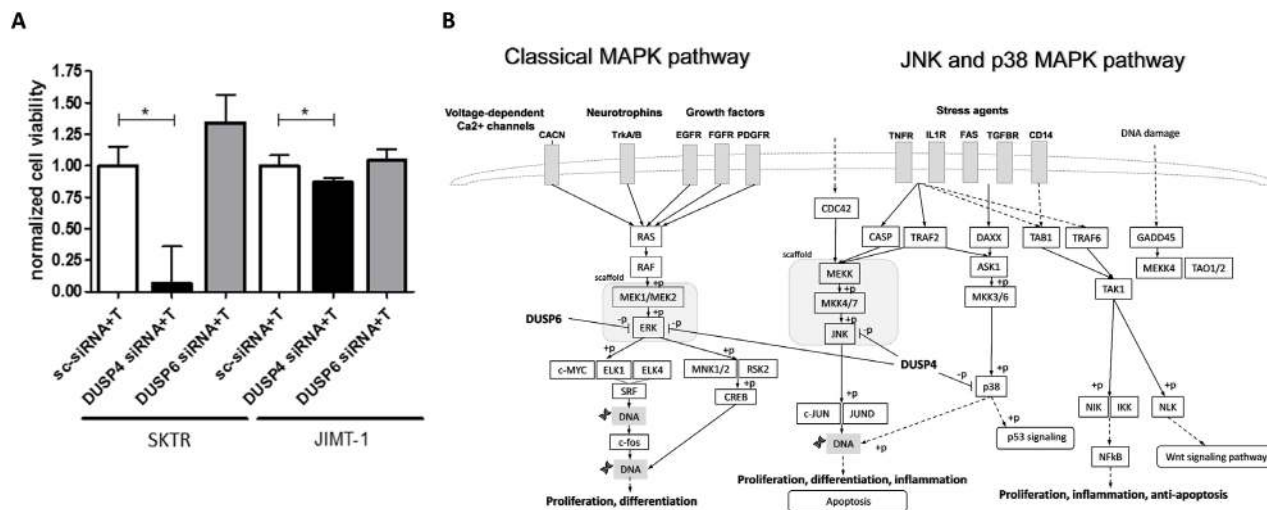 A
normalized cell viability
1.75
1.50
1.25
1.00
0.75
0.50
0.25
0.00
*
*
sc-siRNA+T
DUSP4 siRNA+T
DUSP6 siRNA+T
sc-siRNA+T
DUSP4 siRNA+T
DUSP6 siRNA+T
SKTR
JIMT-1
B
Classical MAPK pathway
JNK and p38 MAPK pathway
Voltage-dependent
Ca2+ channels
Neurotrophins
Growth factors
Stress agents
CACN
TrkA/B
EGFR
FGFR
PDGFR
TNFR
IL1R
FAS
TGFBR
CD14
DNA damage
CDC42
RAS
CASP
TRAF2
DAXX
TAB1
TRAF6
GADD45
RAF
scaffold
scaffold
MEKK
ASK1
MEKK4
TAO1/2
+p
+p
+p
MEK1/MEK2
MKK4/7
MKK3/6
TAK1
+p
+p
DUSP6
-p
ERK
-p
JNK
-p
DUSP4
+p
+p
c-MYC
ELK1
ELK4
MNK1/2
RSK2
-p
+p
p38
+p
+p
SRF
+p
CREB
+p
c-JUN
JUND
+p
NIK
IKK
NLK
DNA
p53 signaling
c-fos
DNA
+p
NFkB
Wnt signaling pathway
DNA
Proliferation, differentiation
Proliferation, differentiation, inflammation
Apoptosis
Proliferation, inflammation, anti-apoptosis